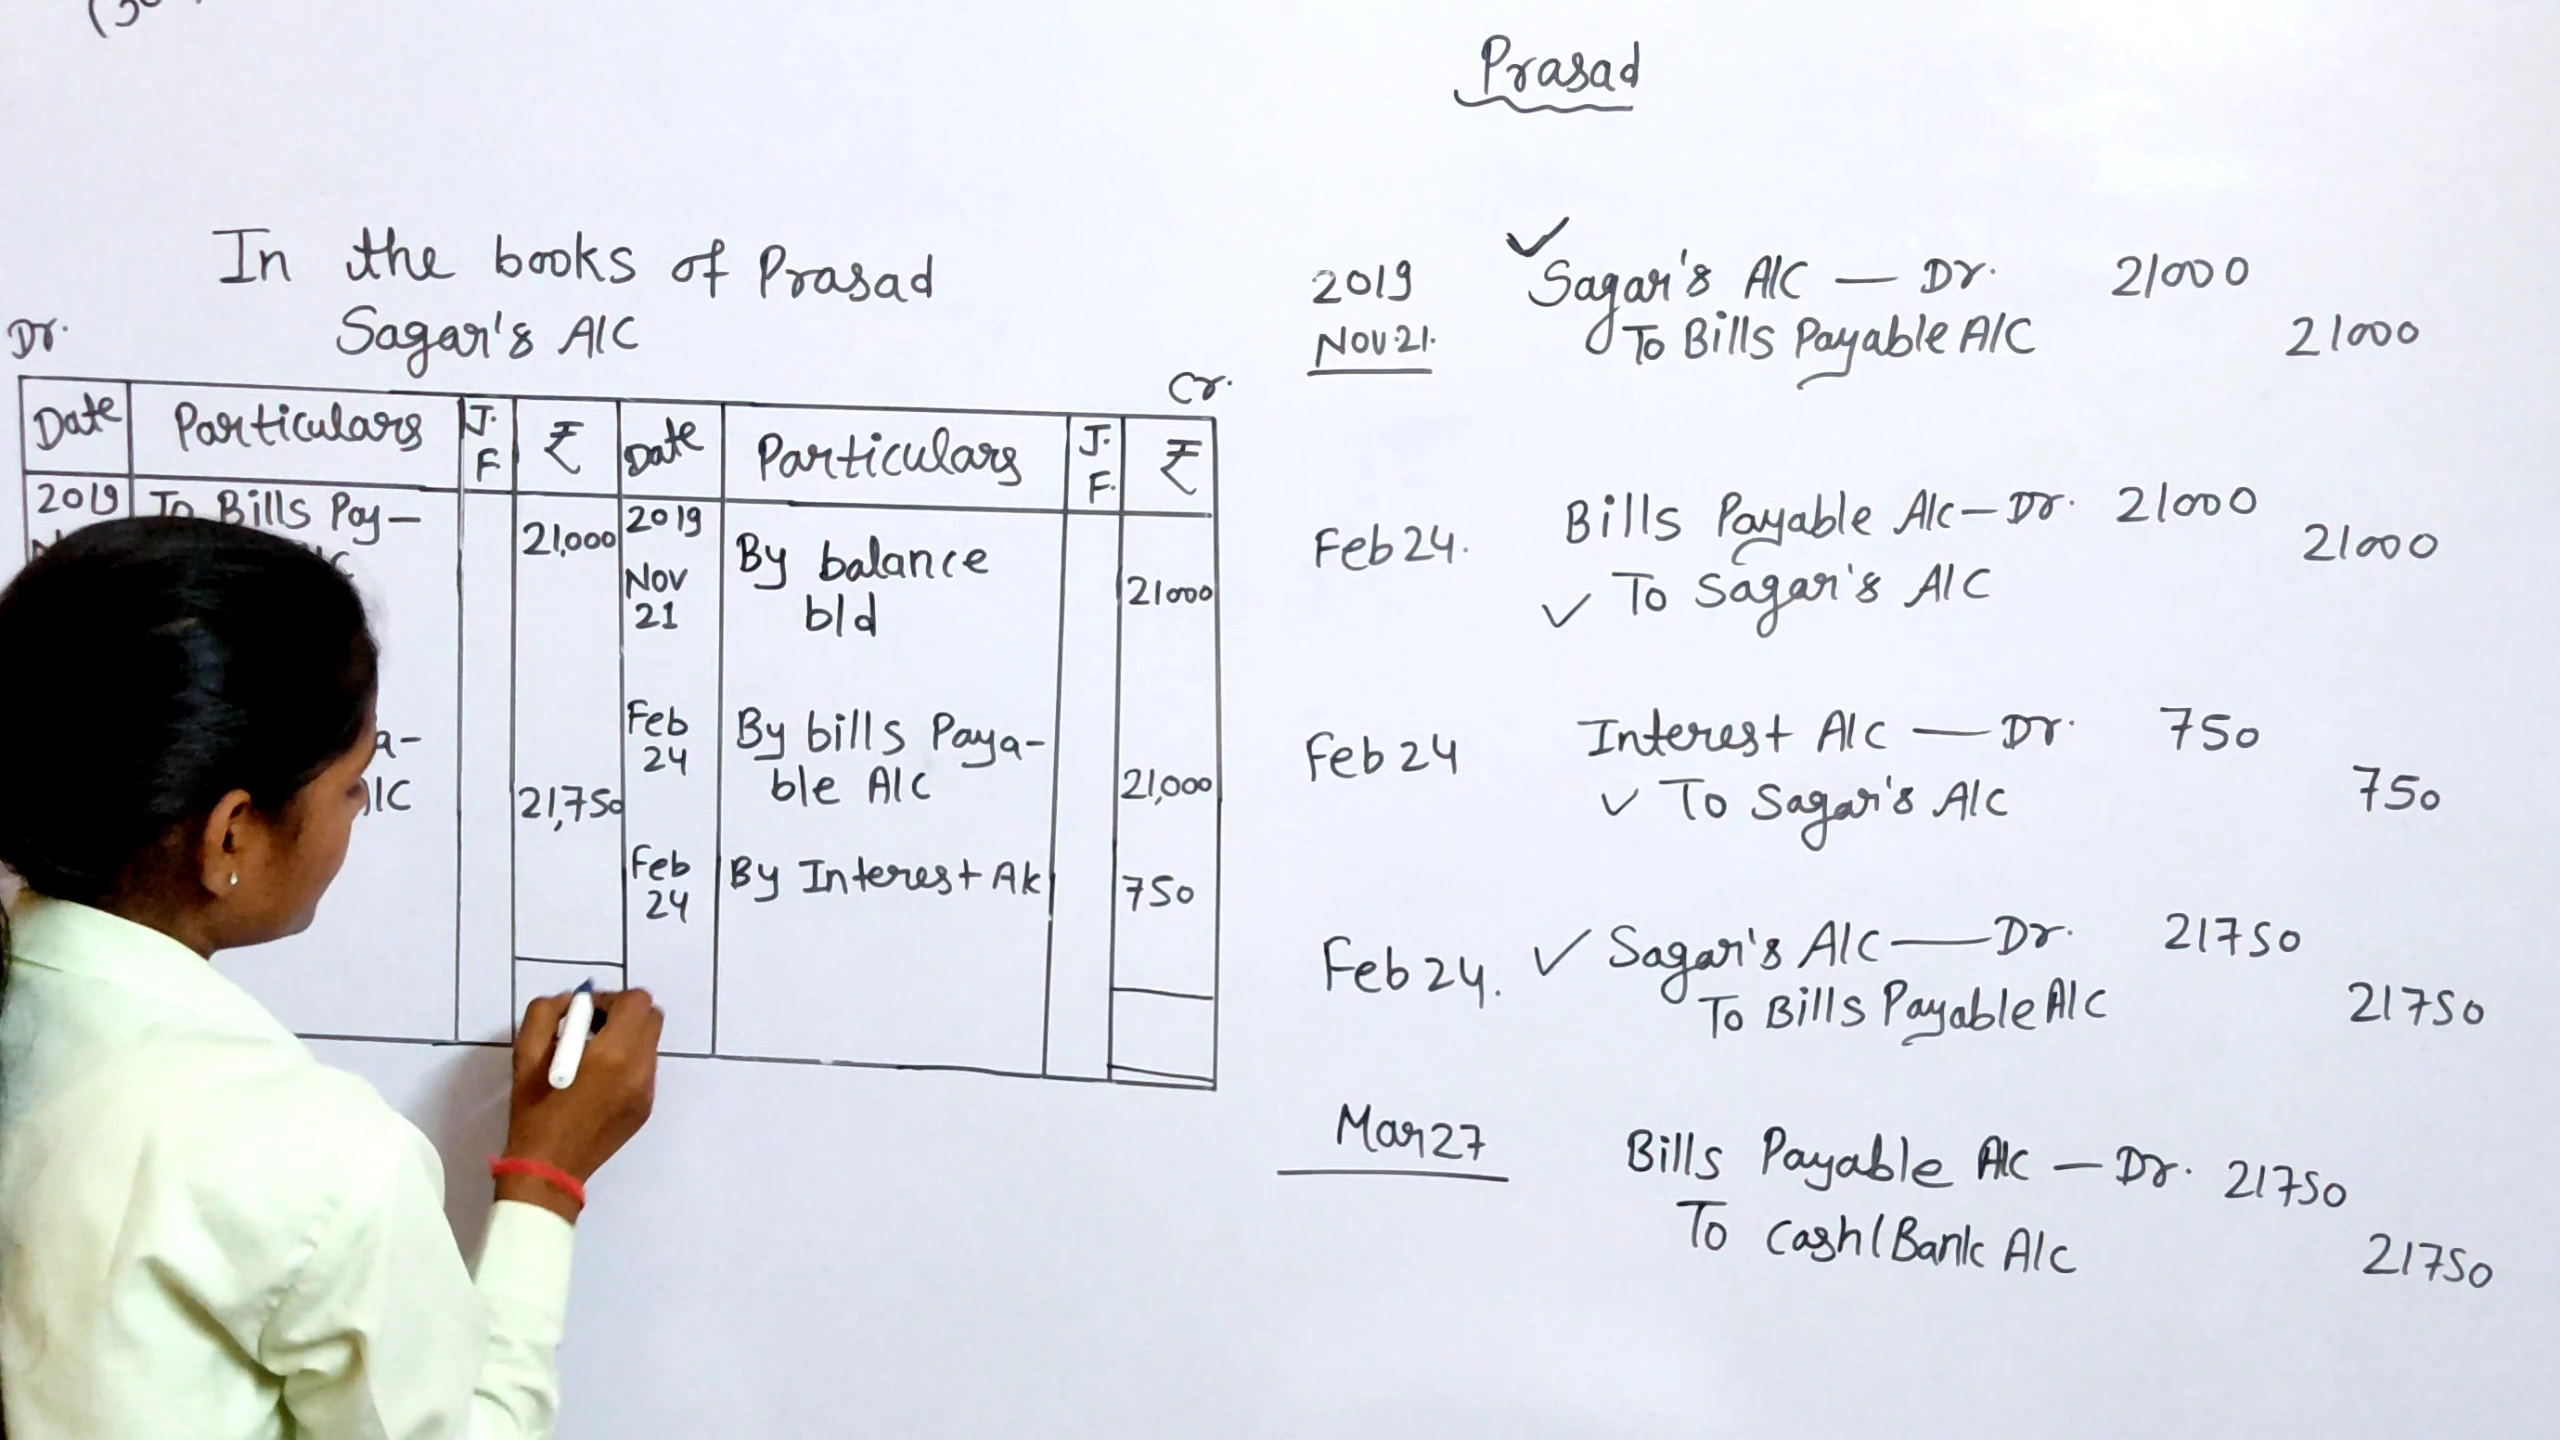 Prasad
In the books of Prasad
Sagar's A/C
Dr.
Cr.
Date Particulars J.F. ₹ Date Particulars J.F. ₹
2019 To Bills Pay- 21,000
2019
Nov
21
By balance
b/d
21000
Feb
24
By bills Paya-
ble A/C
21,000
a-
A/C 21,750
Feb
24
By Interest A/c 750
2019 Sagar's A/C — Dr. 21000
Nov.21. To Bills Payable A/C 21000
Feb 24. Bills Payable A/c — Dr. 21000
To Sagar's A/C 21000
Feb 24 Interest A/c — Dr. 750
To Sagar's A/C 750
Feb 24. Sagar's A/C — Dr. 21750
To Bills Payable A/C 21750
Mar 27 Bills Payable A/c — Dr. 21750
To Cash/Bank A/C 21750